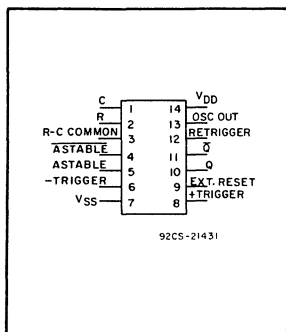 C 1 14 VDD
R 2 13 OSC OUT
R-C COMMON 3 12 RETRIGGER
A̅S̅T̅A̅B̅L̅E̅ 4 11 Q̅
ASTABLE 5 10 Q
-TRIGGER 6 9 EXT. RESET
VSS 7 8 +TRIGGER
92CS-21431